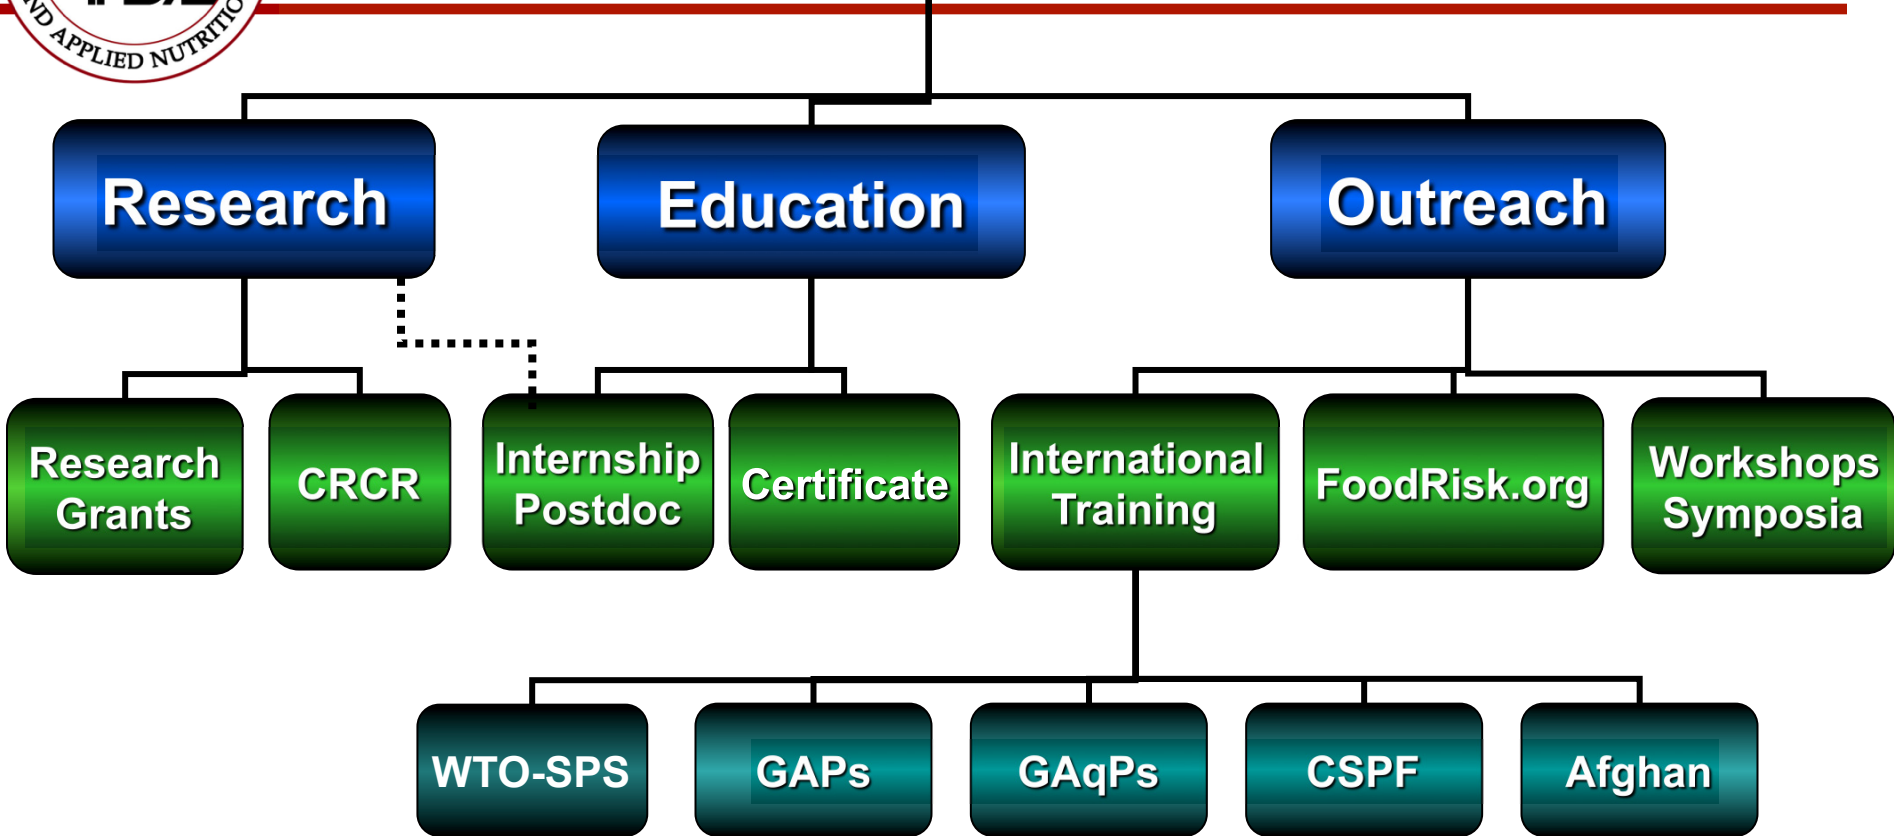 AND APPLIED NUTRITIO
Research
Education
Outreach
Research
Grants
CRCR
Internship
Postdoc
Certificate
International
Training
FoodRisk.org
Workshops
Symposia
WTO-SPS
GAPs
GAqPs
CSPF
Afghan